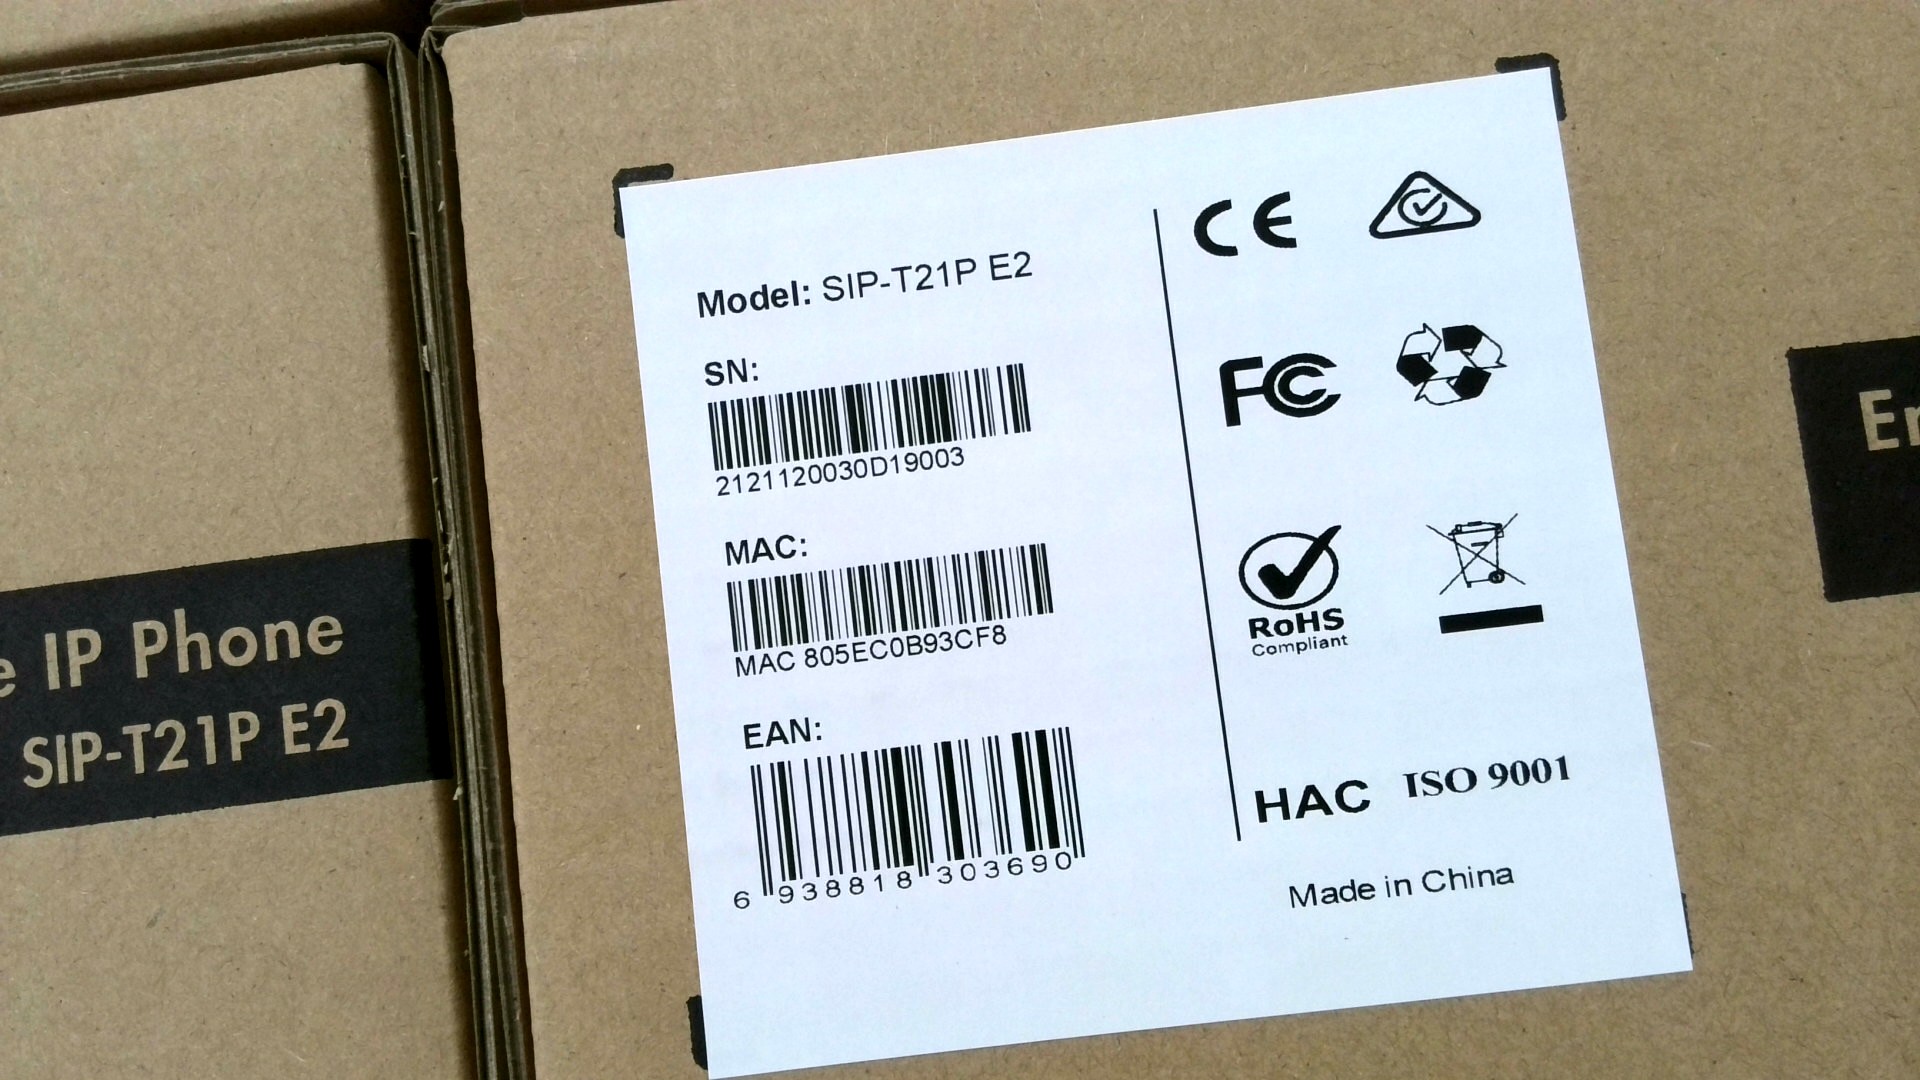 Model: SIP-T21P E2
SN:
2121120030D19003
MAC:
MAC 805EC0B93CF8
EAN:
6 938818 303690
CE
FC
RoHS
Compliant
HAC ISO 9001
Made in China
IP Phone
SIP-T21P E2